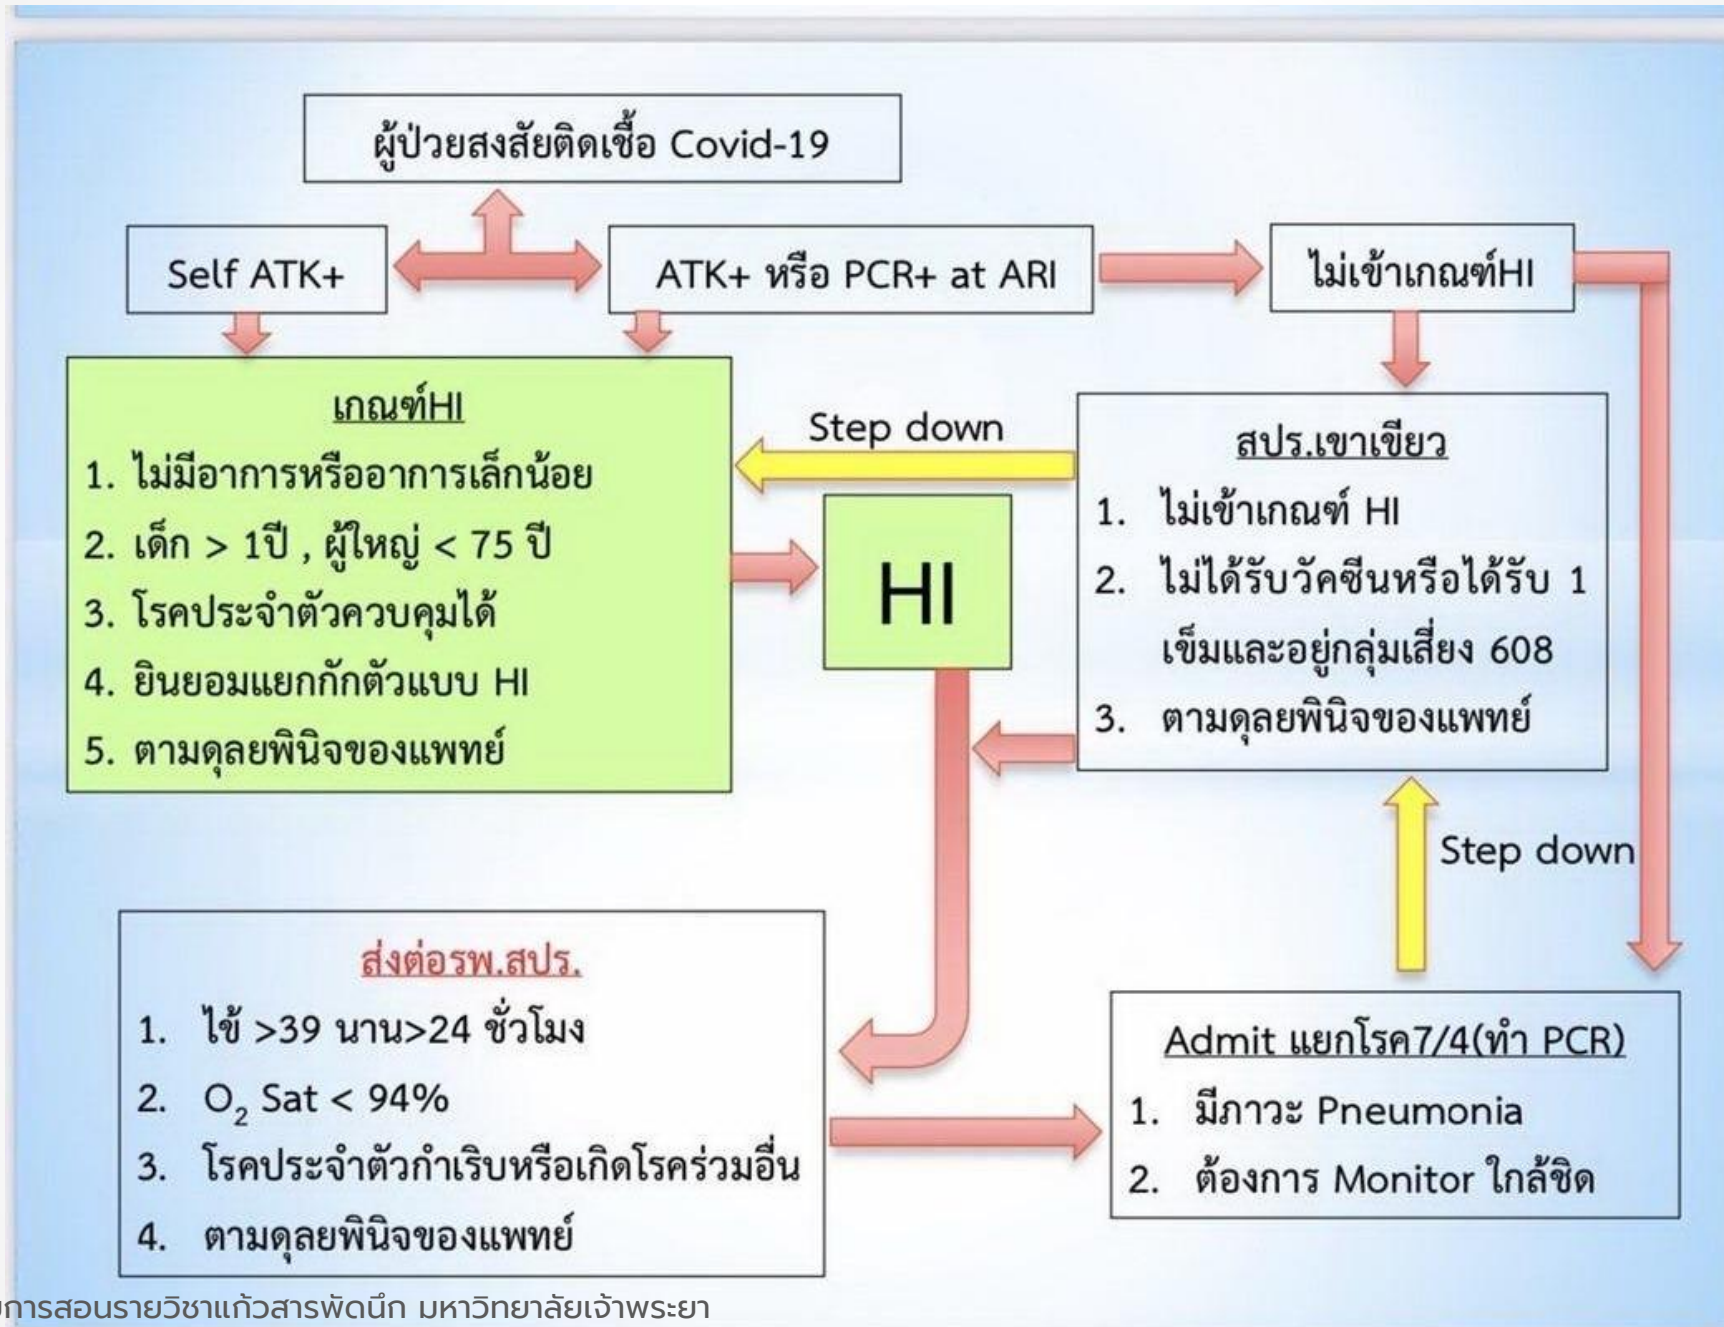 ผู้ป่วยสงสัยติดเชื้อ Covid-19
Self ATK+
ATK+ หรือ PCR+ at ARI
ไม่เข้าเกณฑ์HI
เกณฑ์HI
1. ไม่มีอาการหรืออาการเล็กน้อย
2. เด็ก > 1ปี , ผู้ใหญ่ < 75 ปี
3. โรคประจำตัวควบคุมได้
4. ยินยอมแยกกักตัวแบบ HI
5. ตามดุลยพินิจของแพทย์
Step down
HI
สปร.เขาเขียว
1. ไม่เข้าเกณฑ์ HI
2. ไม่ได้รับวัคซีนหรือได้รับ 1
เข็มและอยู่กลุ่มเสี่ยง 608
3. ตามดุลยพินิจของแพทย์
Step down
ส่งต่อรพ.สปร.
1. ไข้ >39 นาน>24 ชั่วโมง
2. O₂ Sat < 94%
3. โรคประจำตัวกำเริบหรือเกิดโรคร่วมอื่น
4. ตามดุลยพินิจของแพทย์
Admit แยกโรค7/4(ทำ PCR)
1. มีภาวะ Pneumonia
2. ต้องการ Monitor ใกล้ชิด
การสอนรายวิชาแก้วสารพัดนึก มหาวิทยาลัยเจ้าพระยา